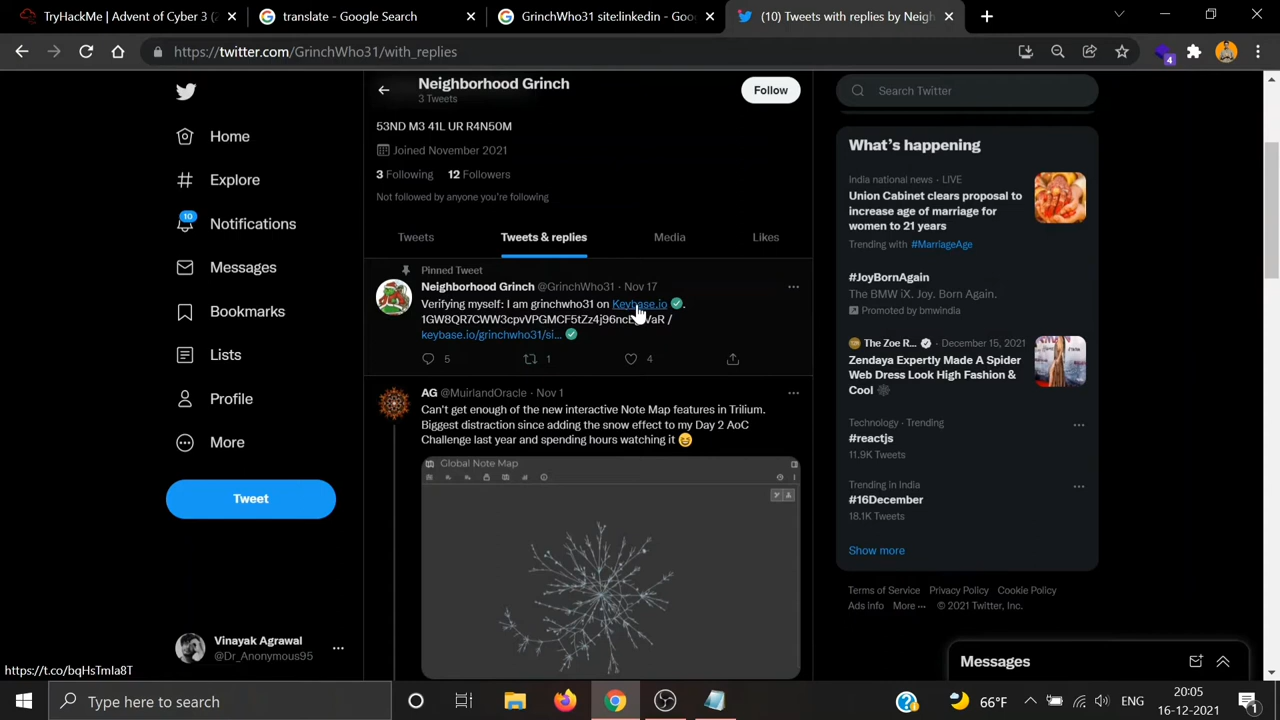 TryHackMe | Advent of Cyber 3 (
translate - Google Search
GrinchWho31 site:linkedin - Goo
(10) Tweets with replies by Neigh
https://twitter.com/GrinchWho31/with_replies
4
Neighborhood Grinch
3 Tweets
Follow
53ND M3 41L UR R4N50M
Joined November 2021
3 Following 12 Followers
Not followed by anyone you're following
Tweets
Tweets & replies
Media
Likes
Pinned Tweet
Neighborhood Grinch @GrinchWho31 · Nov 17
Verifying myself: I am grinchwho31 on Keybase.io .
keybase.io/grinchwho31/si...
5
1
4
AG @MuirlandOracle · Nov 1
Can't get enough of the new interactive Note Map features in Trilium.
Biggest distraction since adding the snow effect to my Day 2 AoC
Challenge last year and spending hours watching it
Global Note Map
Home
Explore
10
Notifications
Messages
Bookmarks
Lists
Profile
More
Tweet
Vinayak Agrawal
@Dr_Anonymous95
https://t.co/bqHsTmIa8T
Search Twitter
What's happening
India national news · LIVE
Union Cabinet clears proposal to
increase age of marriage for
women to 21 years
Trending with #MarriageAge
#JoyBornAgain
The BMW iX. Joy. Born Again.
Promoted by bmwindia
The Zoe R... · December 15, 2021
Zendaya Expertly Made A Spider
Web Dress Look High Fashion &
Cool
Technology · Trending
#reactjs
11.9K Tweets
Trending in India
#16December
18.1K Tweets
Show more
Terms of Service Privacy Policy Cookie Policy
Ads info More ··· © 2021 Twitter, Inc.
Messages
Type here to search
66°F
ENG
20:05
16-12-2021
1